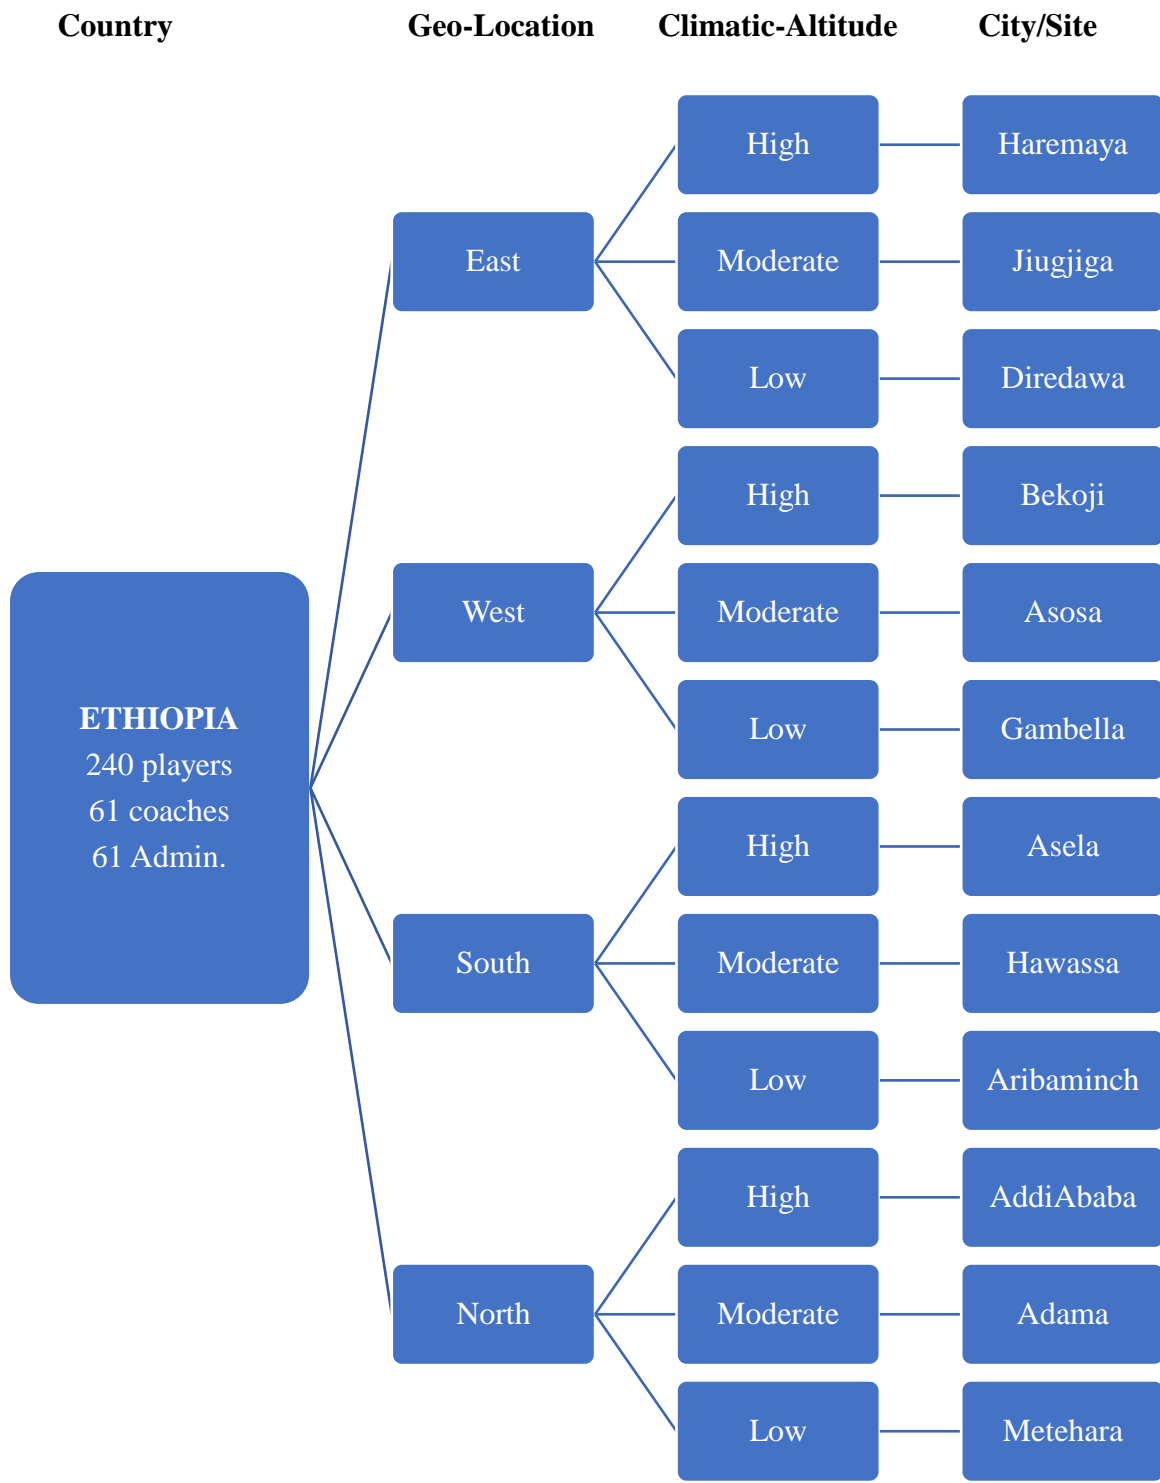 Country Geo-Location Climatic-Altitude City/Site
High Haremaya
East Moderate Jiugjiga
Low Diredawa
High Bekoji
West Moderate Asosa
Low Gambella
ETHIOPIA
240 players
61 coaches
61 Admin.
High Asela
South Moderate Hawassa
Low Aribaminch
High AddiAbaba
North Moderate Adama
Low Metehara